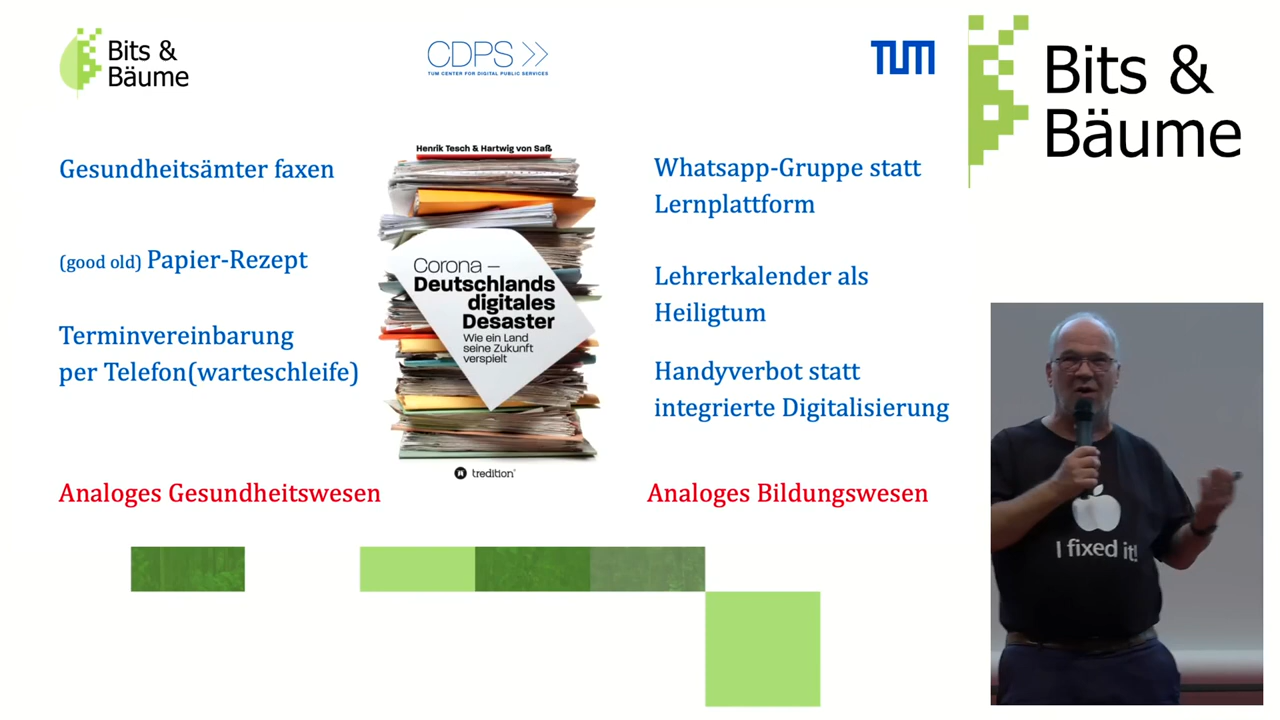 Bits &
Bäume
CDPS
TUM CENTER FOR DIGITAL PUBLIC SERVICES
TUM
Bits &
Bäume
Gesundheitsämter faxen
(good old) Papier-Rezept
Terminvereinbarung
per Telefon(warteschleife)
Analoges Gesundheitswesen
Henrik Tesch & Hartwig von Saß
Corona –
Deutschlands
digitales
Desaster
Wie ein Land
seine Zukunft
verspielt
tredition®
Whatsapp-Gruppe statt
Lernplattform
Lehrerkalender als
Heiligtum
Handyverbot statt
integrierte Digitalisierung
Analoges Bildungswesen
I fixed it!